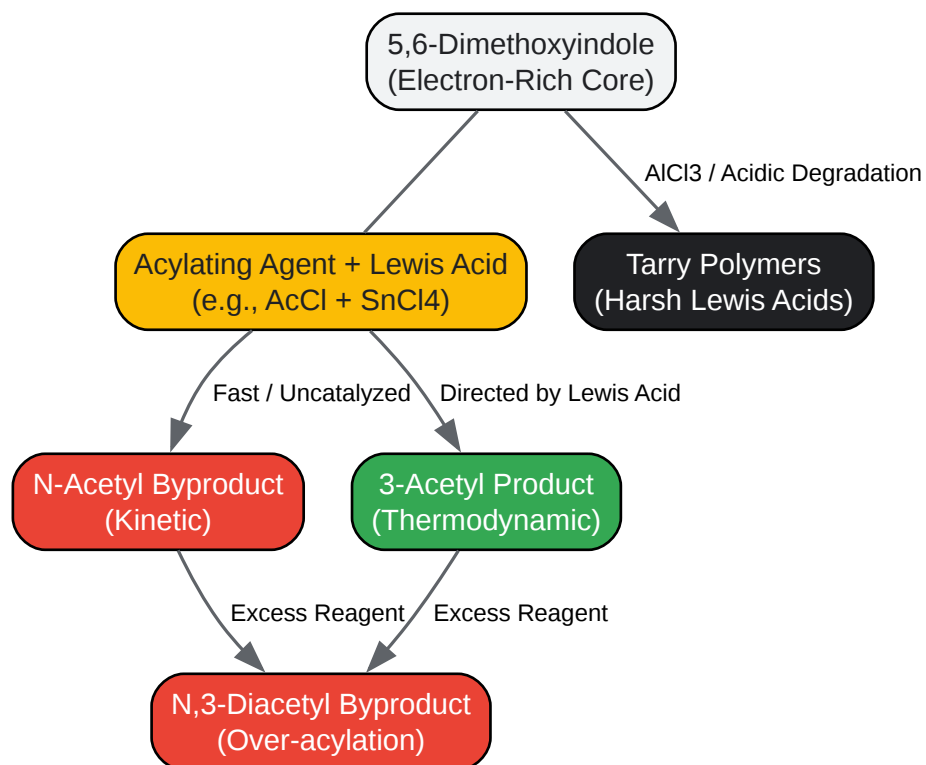 5,6-Dimethoxyindole
(Electron-Rich Core)
AlCl3 / Acidic Degradation
Acylating Agent + Lewis Acid
(e.g., AcCl + SnCl4)
Tarry Polymers
(Harsh Lewis Acids)
Fast / Uncatalyzed
Directed by Lewis Acid
N-Acetyl Byproduct
(Kinetic)
3-Acetyl Product
(Thermodynamic)
Excess Reagent
Excess Reagent
N,3-Diacetyl Byproduct
(Over-acylation)